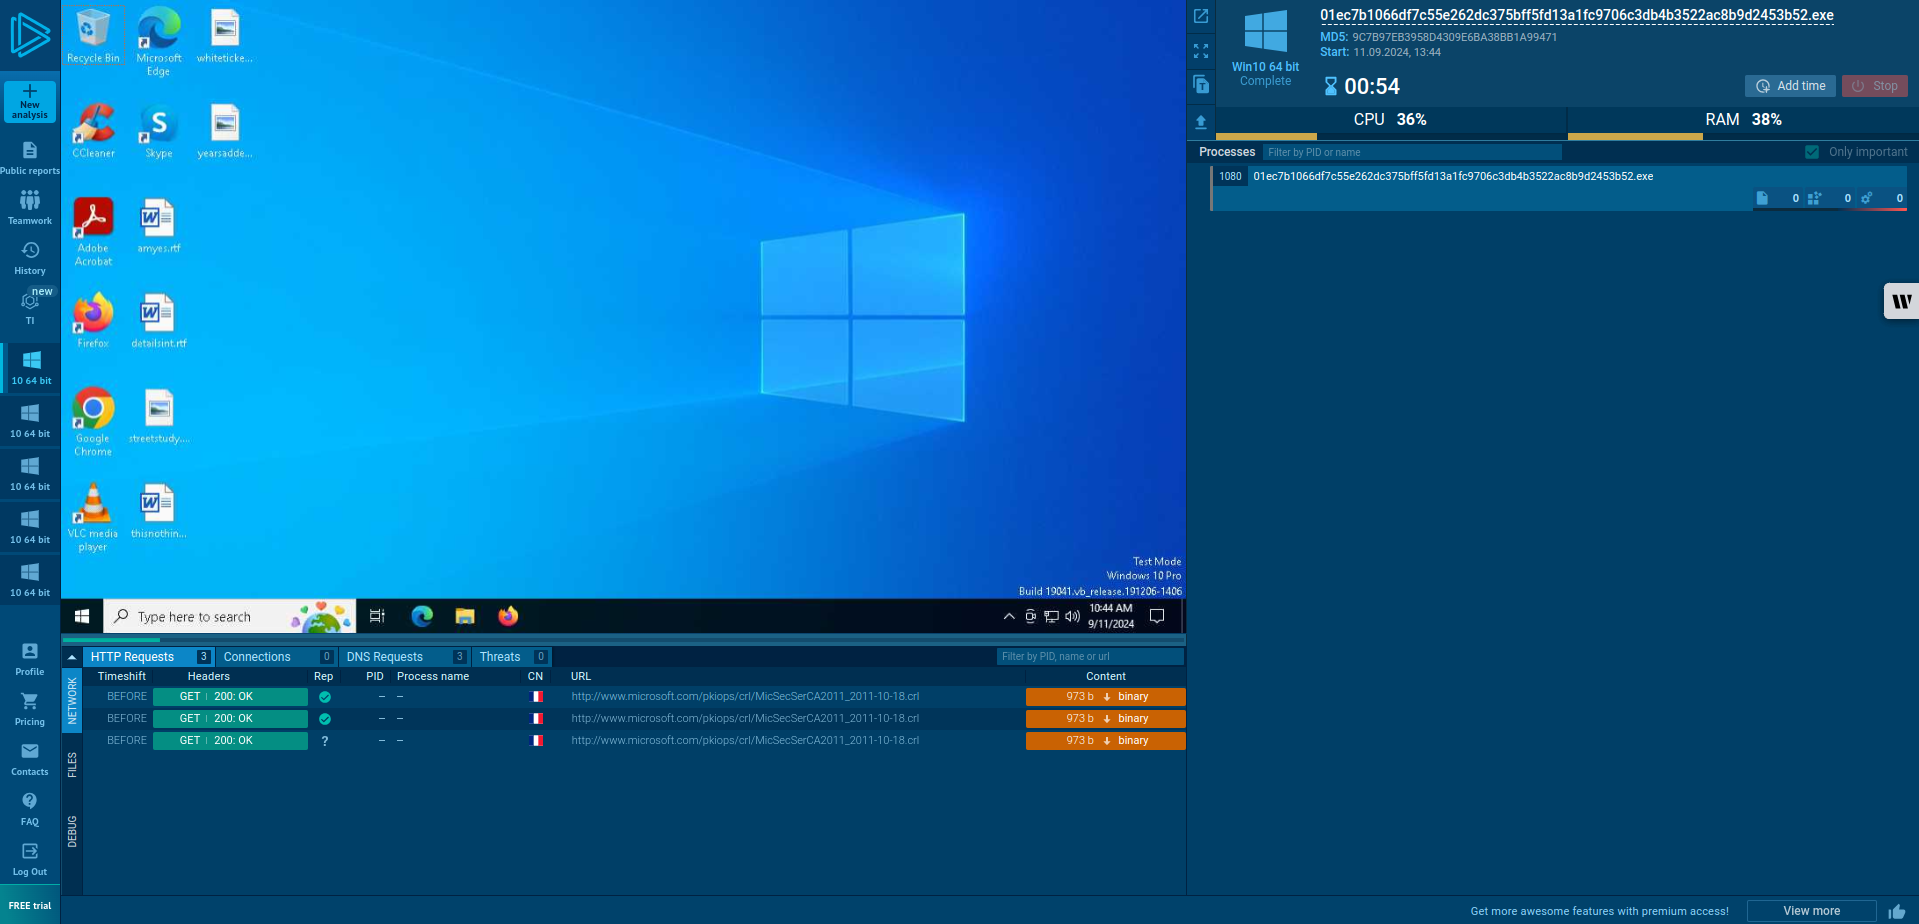 New
analysis
Public reports
Teamwork
History
new
TI
10 64 bit
10 64 bit
10 64 bit
10 64 bit
10 64 bit
Profile
Pricing
Contacts
FAQ
Log Out
FREE trial
Recycle Bin
Microsoft
Edge
whiteticke...
CCleaner
Skype
yearsadde...
Adobe
Acrobat
amyes.rtf
Firefox
detailsint.rtf
Google
Chrome
streetstudy....
VLC media
player
thisnothin...
Test Mode
Windows 10 Pro
Build 19041.vb_release.191206-1406
Type here to search
10:44 AM
9/11/2024
HTTP Requests 3
Connections 0
DNS Requests 3
Threats 0
Filter by PID, name or url
NETWORK
FILES
DEBUG
Timeshift Headers Rep PID Process name CN URL Content
BEFORE GET 200: OK – – http://www.microsoft.com/pkiops/crl/MicSecSerCA2011_2011-10-18.crl 973 b binary
BEFORE GET 200: OK – – http://www.microsoft.com/pkiops/crl/MicSecSerCA2011_2011-10-18.crl 973 b binary
BEFORE GET 200: OK ? – – http://www.microsoft.com/pkiops/crl/MicSecSerCA2011_2011-10-18.crl 973 b binary
Win10 64 bit
Complete
01ec7b1066df7c55e262dc375bff5fd13a1fc9706c3db4b3522ac8b9d2453b52.exe
MD5: 9C7B97EB3958D4309E6BA38BB1A99471
Start: 11.09.2024, 13:44
00:54
Add time
Stop
CPU 36%
RAM 38%
Processes
Filter by PID or name
Only important
1080 01ec7b1066df7c55e262dc375bff5fd13a1fc9706c3db4b3522ac8b9d2453b52.exe
0 0 0
W
Get more awesome features with premium access!
View more